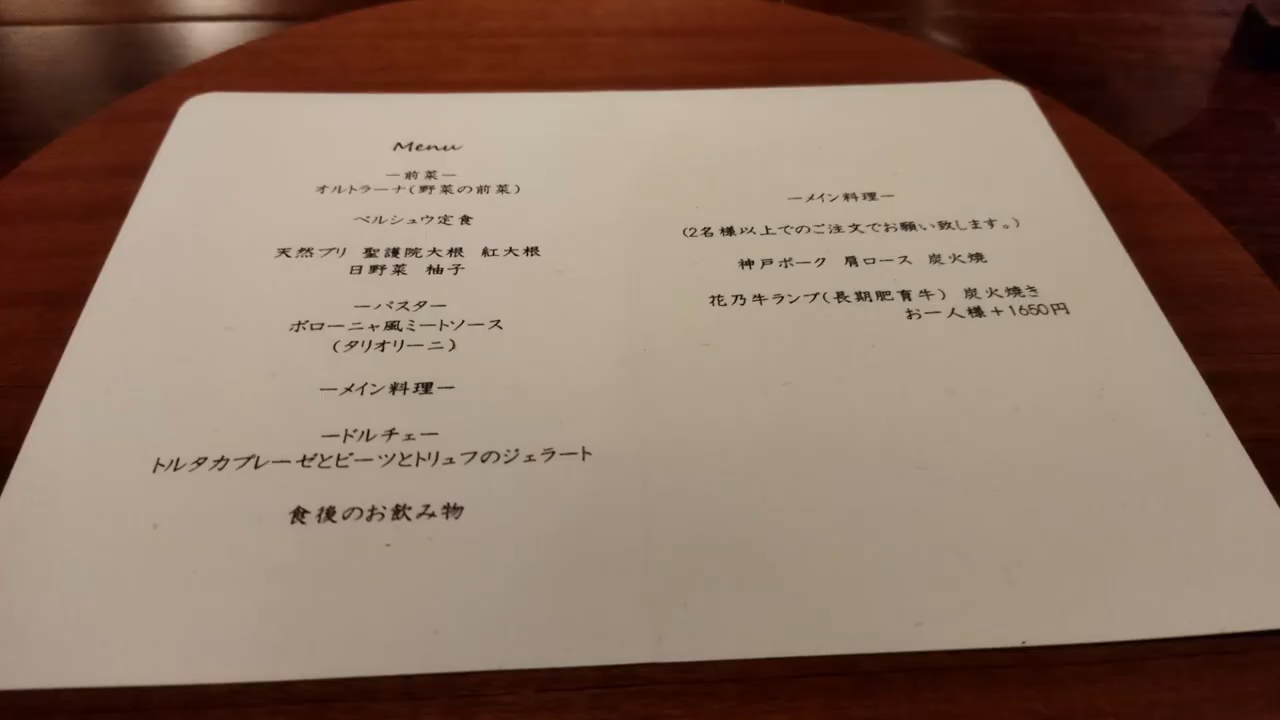 Menu
ー前菜ー
オルトラーナ(野菜の前菜)
ペルシュウ定食
天然ブリ 聖護院大根 紅大根
日野菜 柚子
ーパスター
ボローニャ風ミートソース
(タリオリーニ)
ーメイン料理ー
ードルチェー
トルタカプレーゼとビーツとトリュフのジェラート
食後のお飲み物
ーメイン料理ー
(2名様以上でのご注文でお願い致します。)
神戸ポーク 肩ロース 炭火焼
花乃牛ランプ(長期肥育牛) 炭火焼き
お一人様+1650円